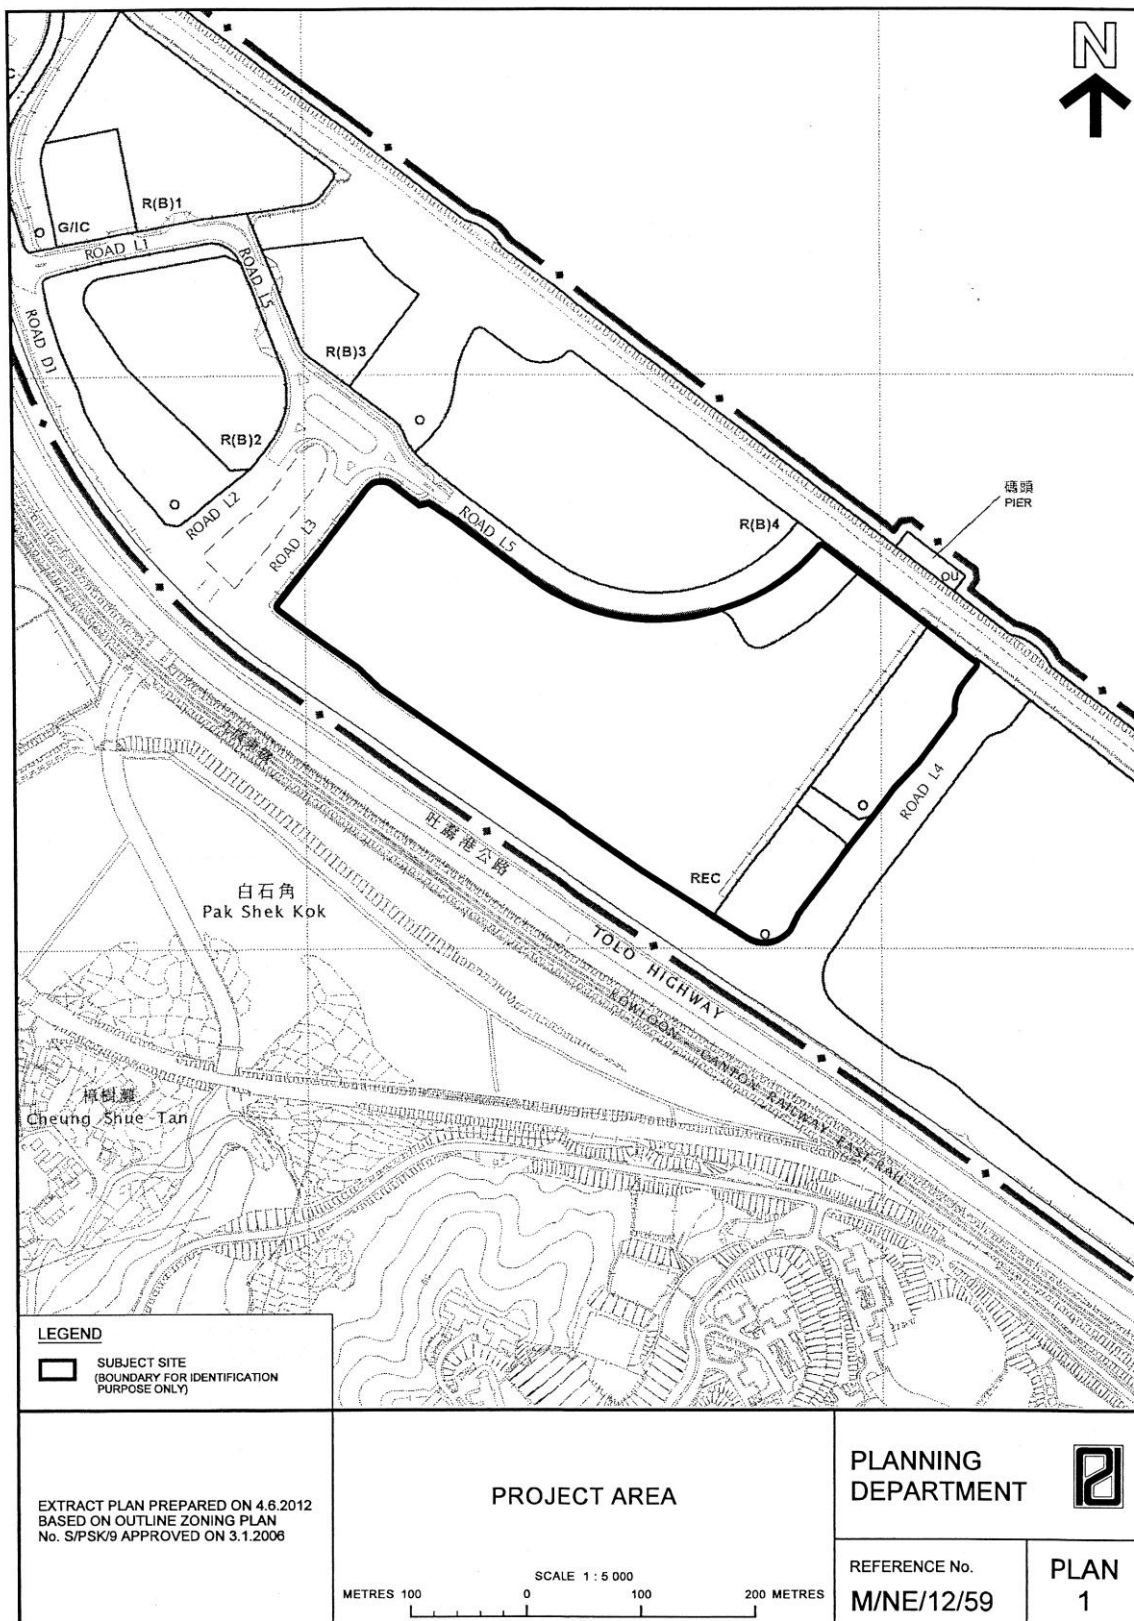 N
G/IC
R(B)1
ROAD L1
ROAD L5
ROAD D1
R(B)3
R(B)2
ROAD L2
ROAD L3
ROAD L5
R(B)4
碼頭
PIER
OU
ROAD L4
REC
吐露港公路
TOLO HIGHWAY
白石角
Pak Shek Kok
KOWLOON - CANTON RAILWAY EAST RAIL
樟樹灘
Cheung Shue Tan
LEGEND
SUBJECT SITE
(BOUNDARY FOR IDENTIFICATION
PURPOSE ONLY)
EXTRACT PLAN PREPARED ON 4.6.2012
BASED ON OUTLINE ZONING PLAN
No. S/PSK/9 APPROVED ON 3.1.2006
PROJECT AREA
SCALE 1 : 5 000
METRES 100 0 100 200 METRES
PLANNING
DEPARTMENT
REFERENCE No.
M/NE/12/59
PLAN
1